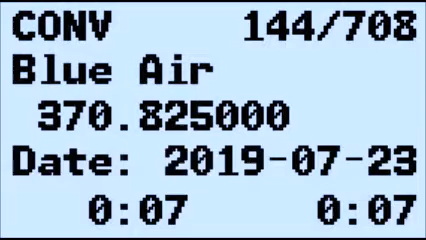 CONV 144/708
Blue Air
370.825000
Date: 2019-07-23
0:07 0:07